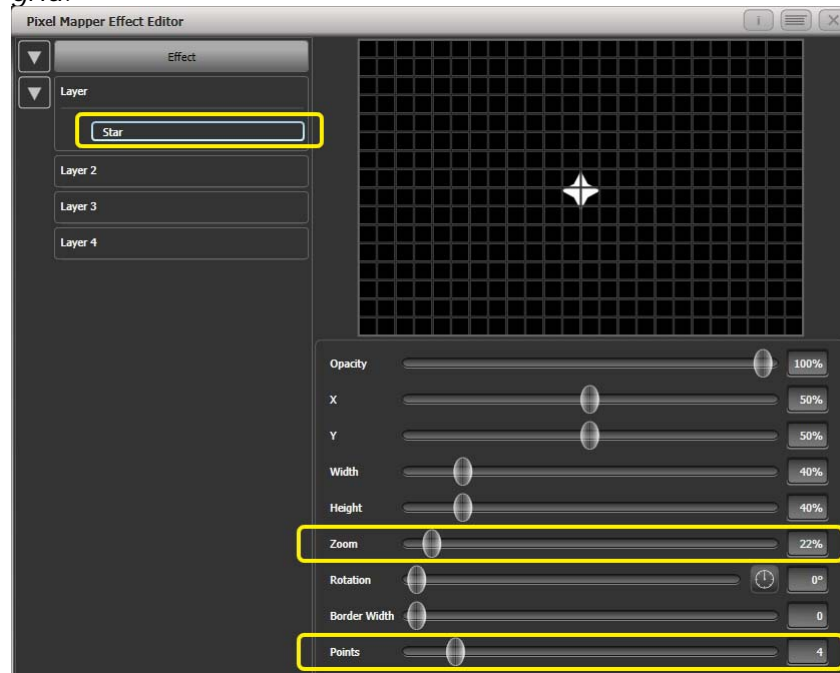 grid.
Pixel Mapper Effect Editor
Effect
Layer
Star
Layer 2
Layer 3
Layer 4
Opacity 100%
X 50%
Y 50%
Width 40%
Height 40%
Zoom 22%
Rotation 0°
Border Width 0
Points 4